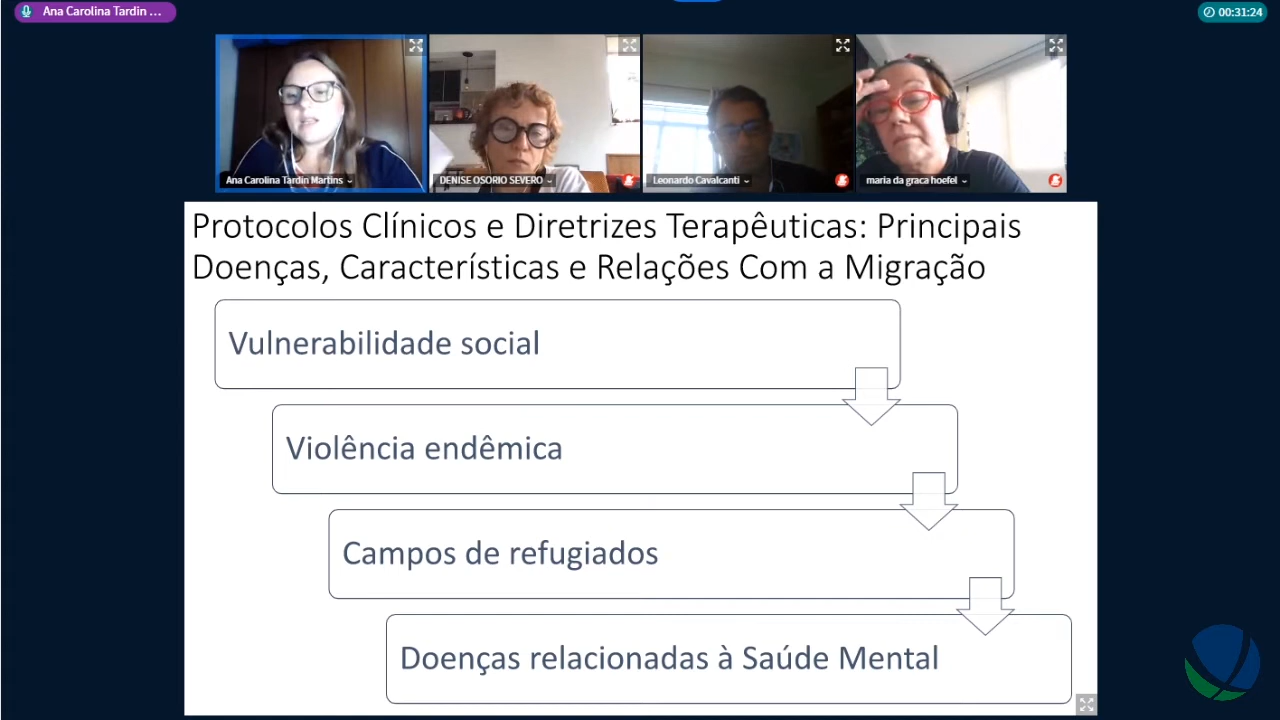 Ana Carolina Tardin ...
00:31:24
Ana Carolina Tardin Martins
DENISE OSORIO SEVERO
Leonardo Cavalcanti
maria da graca hoefel
Protocolos Clínicos e Diretrizes Terapêuticas: Principais
Doenças, Características e Relações Com a Migração
Vulnerabilidade social
Violência endêmica
Campos de refugiados
Doenças relacionadas à Saúde Mental